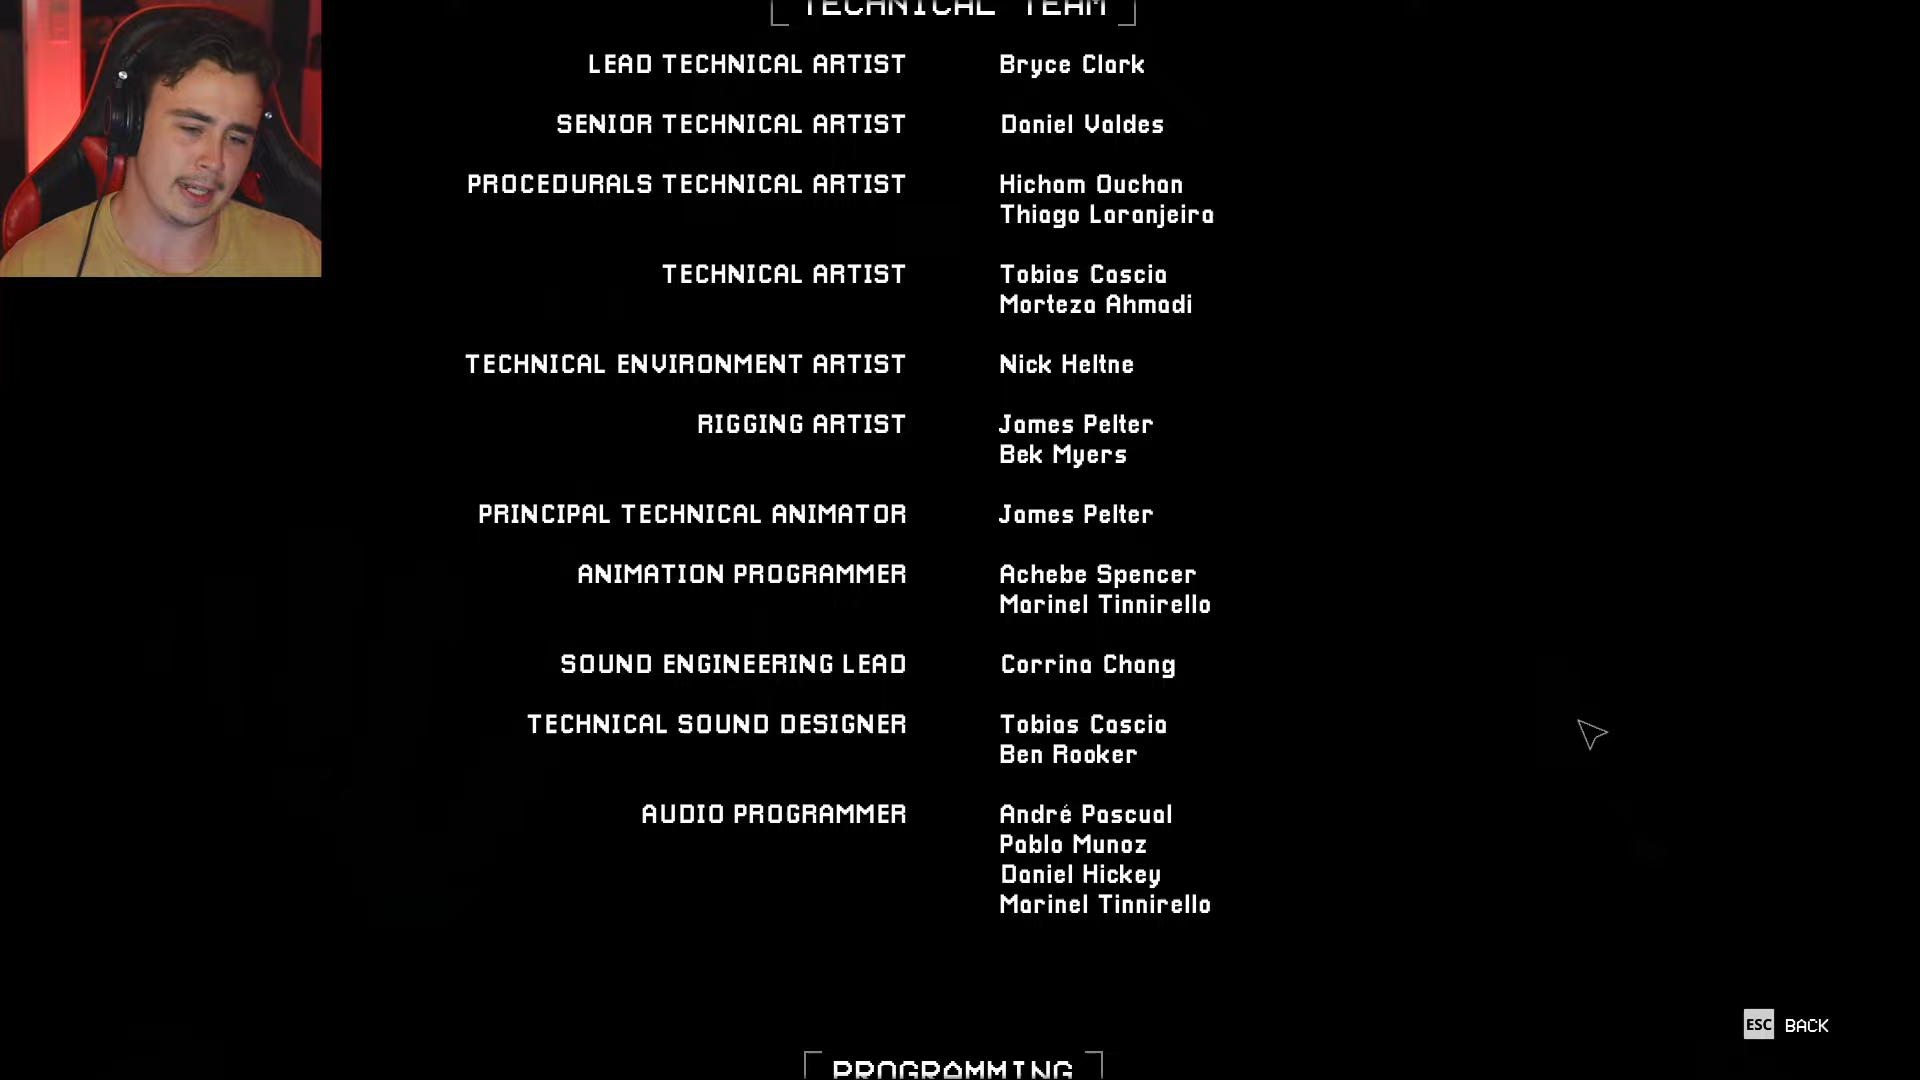 TECHNICAL TEAM
LEAD TECHNICAL ARTIST Bryce Clark
SENIOR TECHNICAL ARTIST Daniel Valdes
PROCEDURALS TECHNICAL ARTIST Hicham Ouchan
Thiago Laranjeira
TECHNICAL ARTIST Tobias Cascia
Morteza Ahmadi
TECHNICAL ENVIRONMENT ARTIST Nick Heltne
RIGGING ARTIST James Pelter
Bek Myers
PRINCIPAL TECHNICAL ANIMATOR James Pelter
ANIMATION PROGRAMMER Achebe Spencer
Marinel Tinnirello
SOUND ENGINEERING LEAD Corrina Chang
TECHNICAL SOUND DESIGNER Tobias Cascia
Ben Rooker
AUDIO PROGRAMMER André Pascual
Pablo Munoz
Daniel Hickey
Marinel Tinnirello
ESC BACK
PROGRAMMING